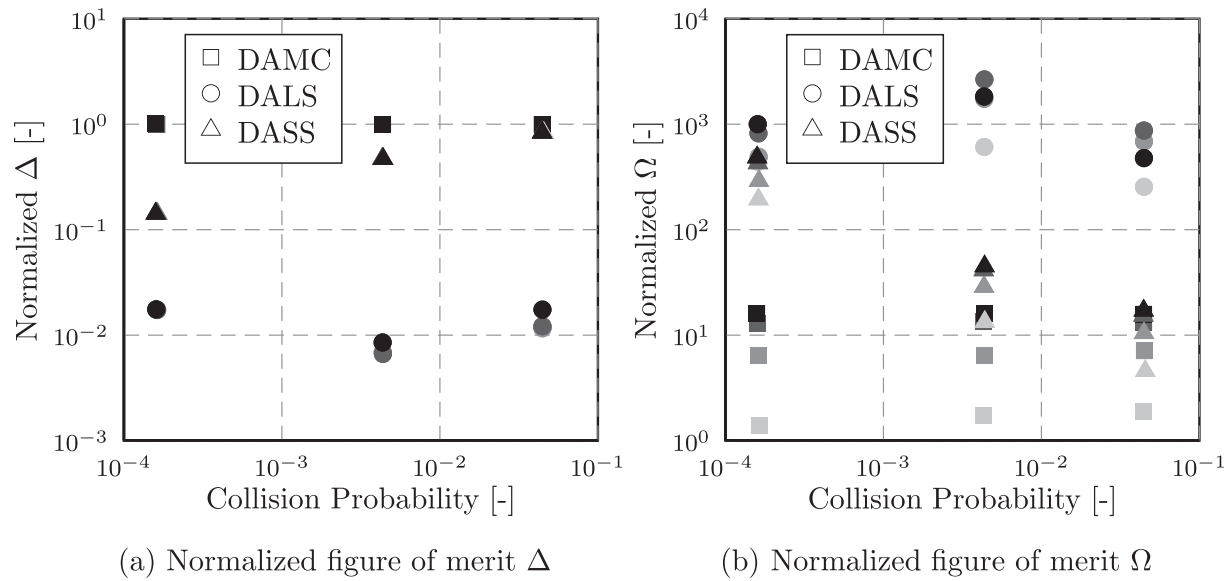 10^1
10^0
10^−1
10^−2
10^−3
Normalized Δ [-]
DAMC
DALS
DASS
10^−4 10^−3 10^−2 10^−1
Collision Probability [-]
(a) Normalized figure of merit Δ
10^4
10^3
10^2
10^1
10^0
Normalized Ω [-]
DAMC
DALS
DASS
10^−4 10^−3 10^−2 10^−1
Collision Probability [-]
(b) Normalized figure of merit Ω